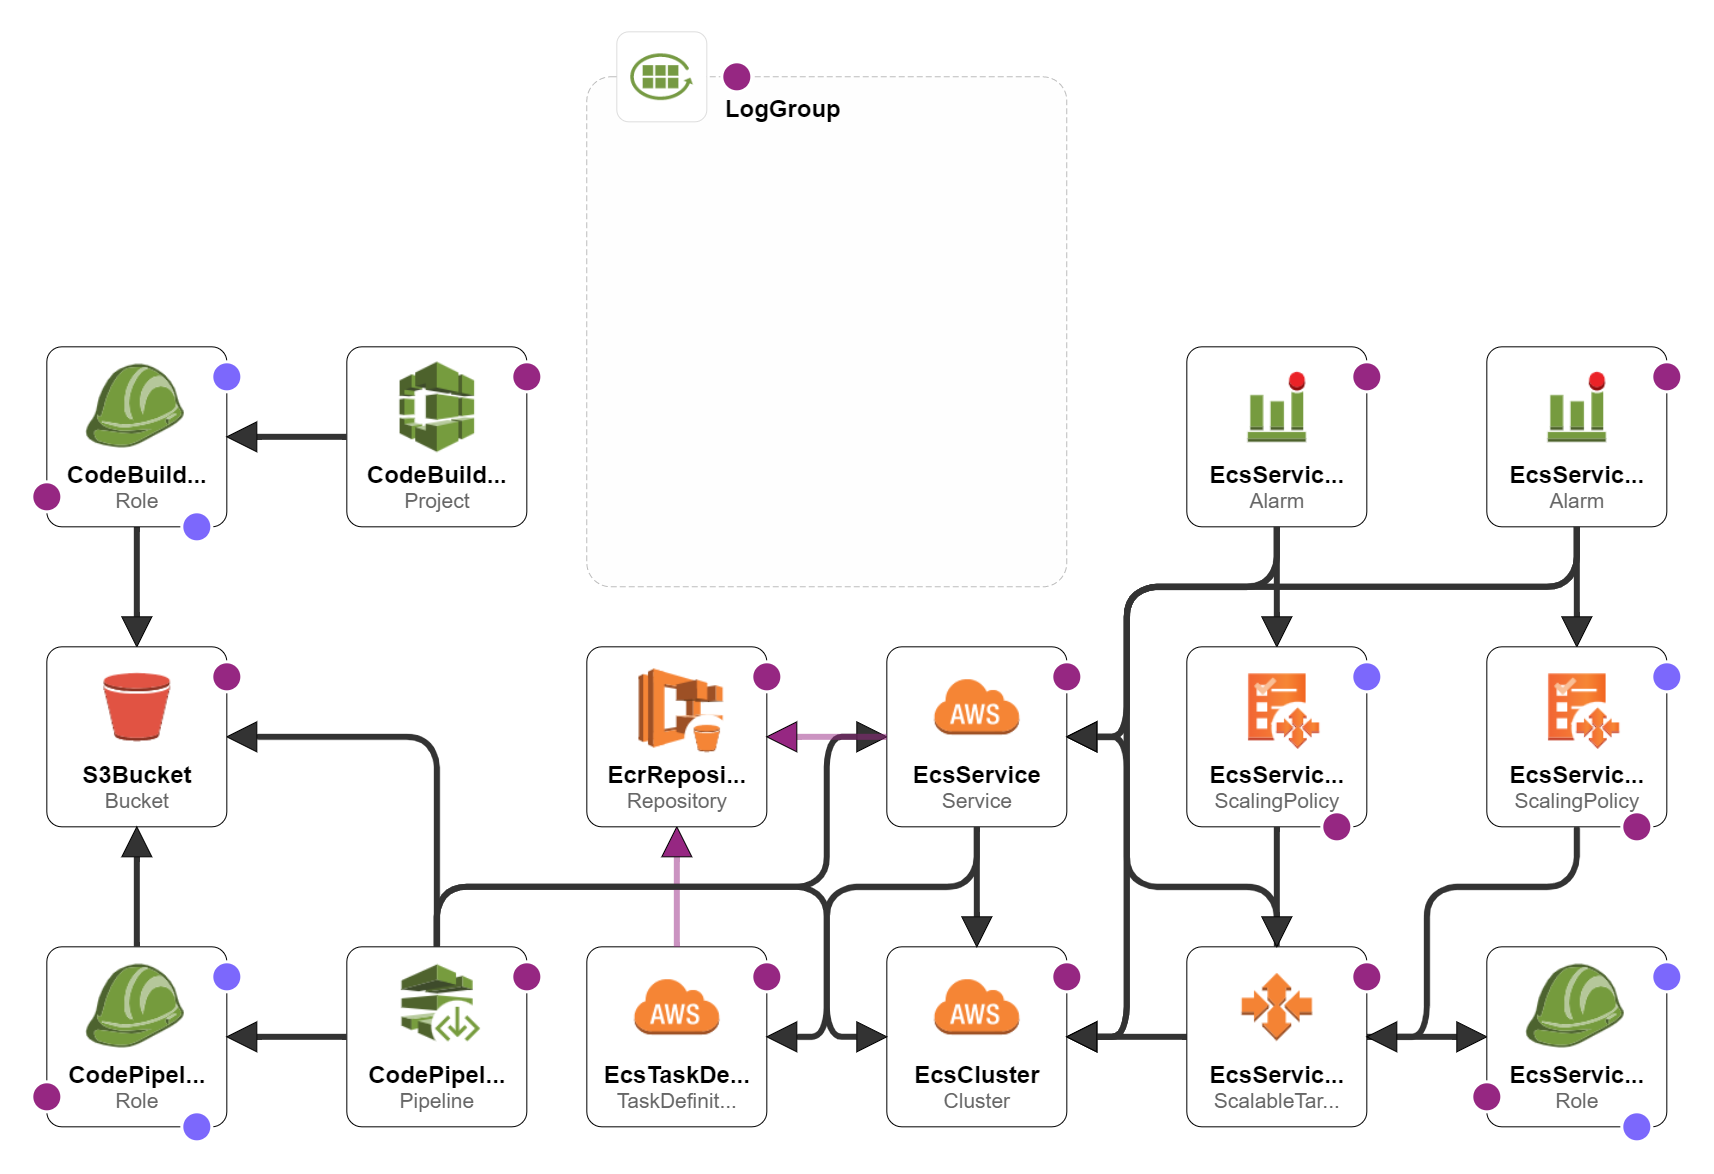 LogGroup
CodeBuild...
Role
CodeBuild...
Project
EcsServic...
Alarm
EcsServic...
Alarm
S3Bucket
Bucket
EcrReposi...
Repository
AWS
EcsService
Service
EcsServic...
ScalingPolicy
EcsServic...
ScalingPolicy
CodePipel...
Role
CodePipel...
Pipeline
AWS
EcsTaskDe...
TaskDefinit...
AWS
EcsCluster
Cluster
EcsServic...
ScalableTar...
EcsServic...
Role